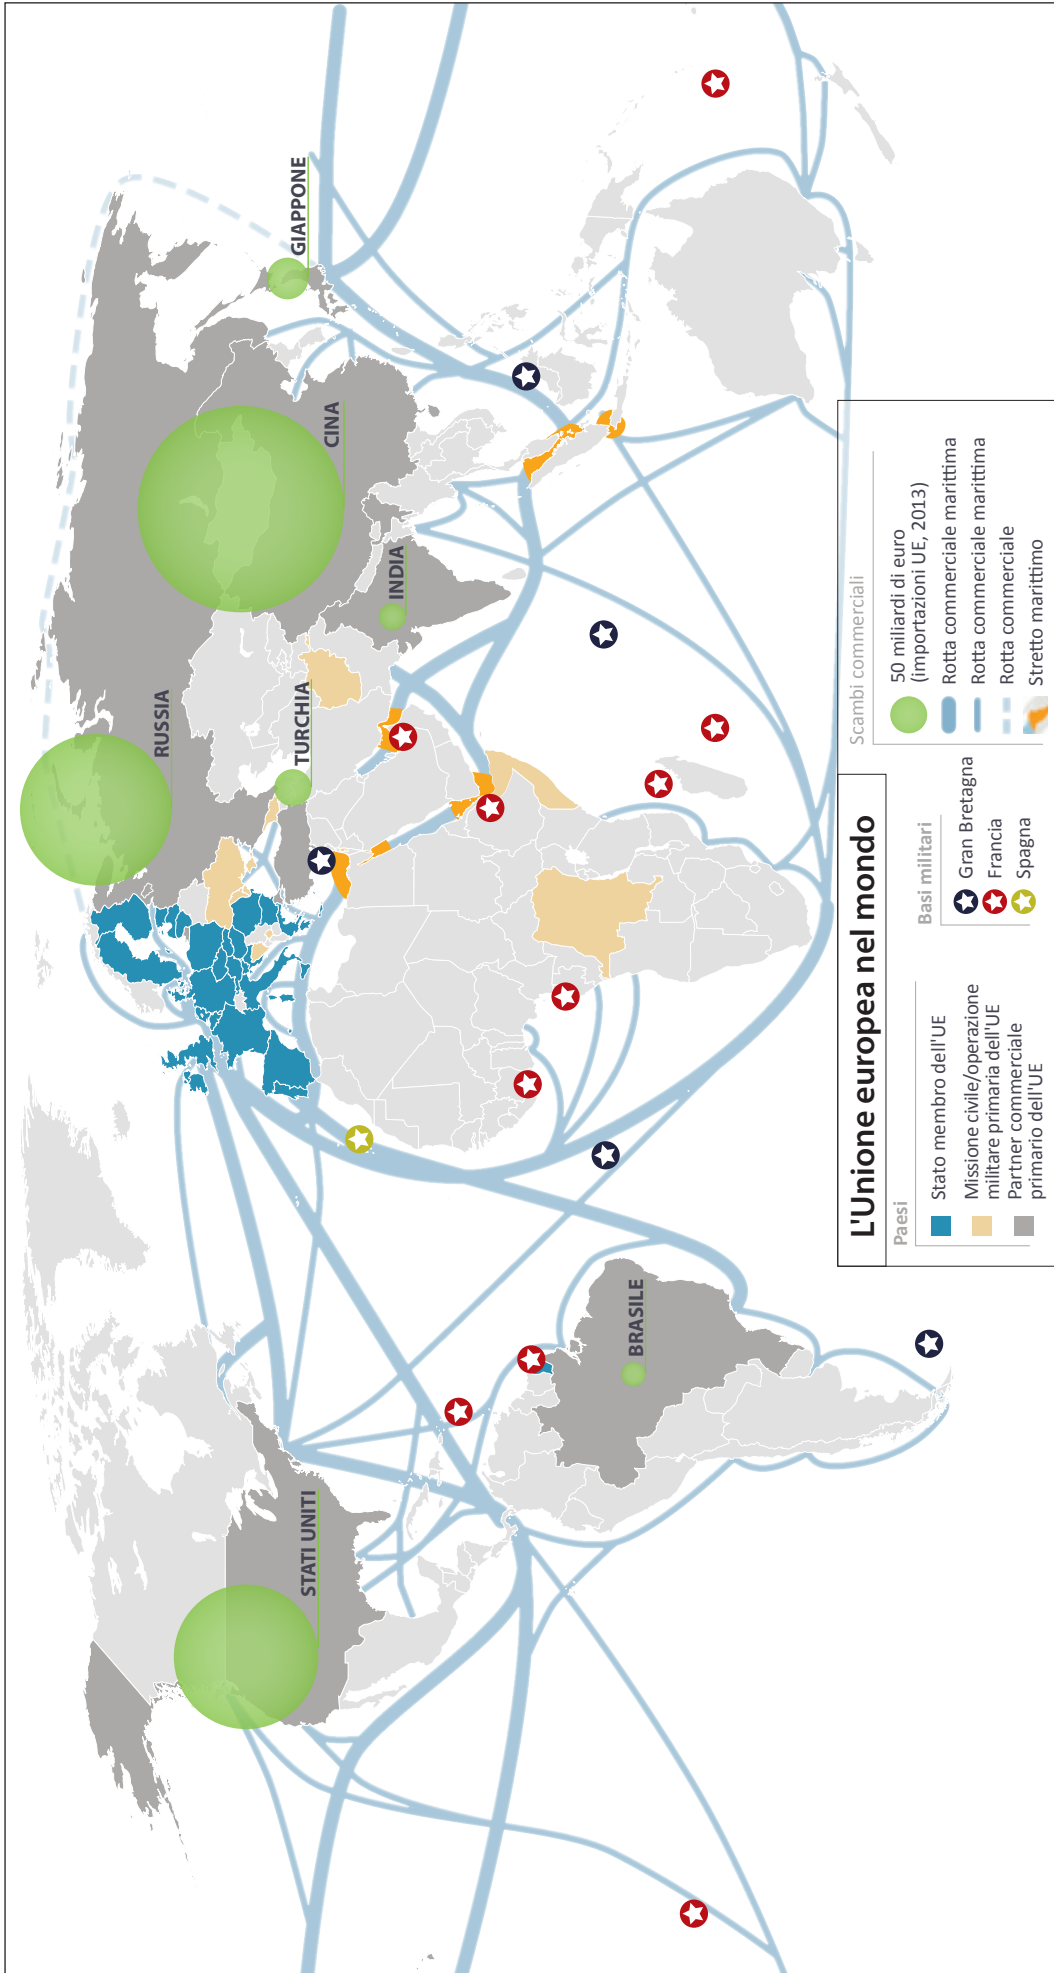 RUSSIA
GIAPPONE
CINA
INDIA
TURCHIA
STATI UNITI
BRASILE
L'Unione europea nel mondo
Paesi
Stato membro dell'UE
Missione civile/operazione
militare primaria dell'UE
Partner commerciale
primario dell'UE
Basi militari
Gran Bretagna
Francia
Spagna
Scambi commerciali
50 miliardi di euro
(importazioni UE, 2013)
Rotta commerciale marittima
Rotta commerciale marittima
Rotta commerciale
Stretto marittimo